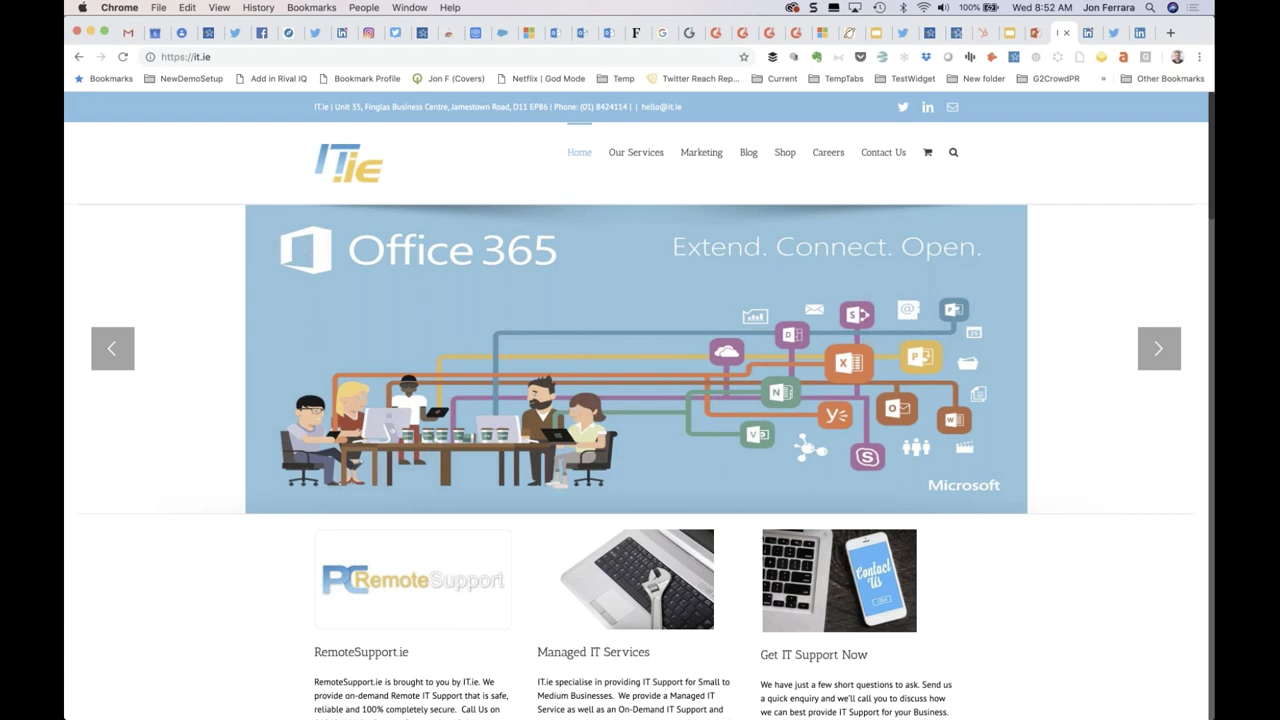 Chrome File Edit View History Bookmarks People Window Help 100% Wed 8:52 AM Jon Ferrara
https://it.ie
Bookmarks NewDemoSetup Add in Rival IQ Bookmark Profile Jon F (Covers) Netflix | God Mode Temp Twitter Reach Rep... Current TempTabs TestWidget New folder G2CrowdPR » Other Bookmarks
IT.ie | Unit 35, Finglas Business Centre, Jamestown Road, D11 EP86 | Phone: (01) 8424114 | | hello@it.ie
IT.ie
Home Our Services Marketing Blog Shop Careers Contact Us
Office 365 Extend. Connect. Open.
Microsoft
PC RemoteSupport
Contact Us
RemoteSupport.ie
RemoteSupport.ie is brought to you by IT.ie. We
provide on-demand Remote IT Support that is safe,
reliable and 100% completely secure. Call Us on
Managed IT Services
IT.ie specialise in providing IT Support for Small to
Medium Businesses. We provide a Managed IT
Service as well as an On-Demand IT Support and
Get IT Support Now
We have just a few short questions to ask. Send us
a quick enquiry and we'll call you to discuss how
we can best provide IT Support for your Business.